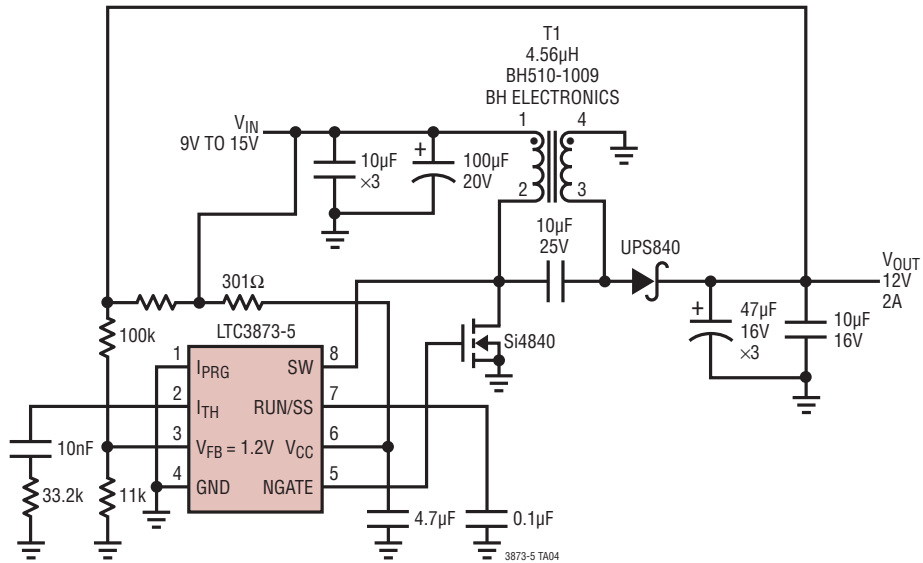 T1
4.56µH
BH510-1009
BH ELECTRONICS
1
4
2
3
VIN
9V TO 15V
10µF
×3
+
100µF
20V
10µF
25V
UPS840
VOUT
12V
2A
+
47µF
16V
×3
10µF
16V
301Ω
100k
LTC3873-5
Si4840
1
IPRG
SW
8
2
ITH
RUN/SS
7
3
VFB = 1.2V
VCC
6
4
GND
NGATE
5
10nF
33.2k
11k
4.7µF
0.1µF
3873-5 TA04